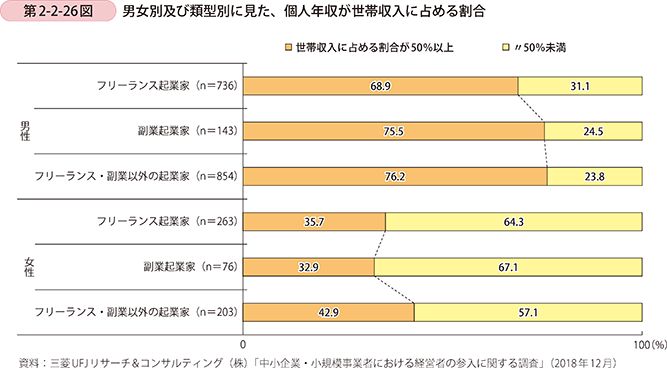 第2-2-26図 男女別及び類型別に見た、個人年収が世帯収入に占める割合
世帯収入に占める割合が50%以上 〃50%未満
男性
フリーランス起業家(n=736) 68.9 31.1
副業起業家(n=143) 75.5 24.5
フリーランス・副業以外の起業家(n=854) 76.2 23.8
女性
フリーランス起業家(n=263) 35.7 64.3
副業起業家(n=76) 32.9 67.1
フリーランス・副業以外の起業家(n=203) 42.9 57.1
0 100(%)
資料:三菱UFJリサーチ&コンサルティング(株)「中小企業・小規模事業者における経営者の参入に関する調査」(2018年12月)